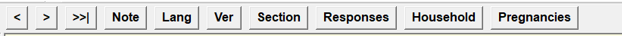 < > >>| Note Lang Ver Section Responses Household Pregnancies